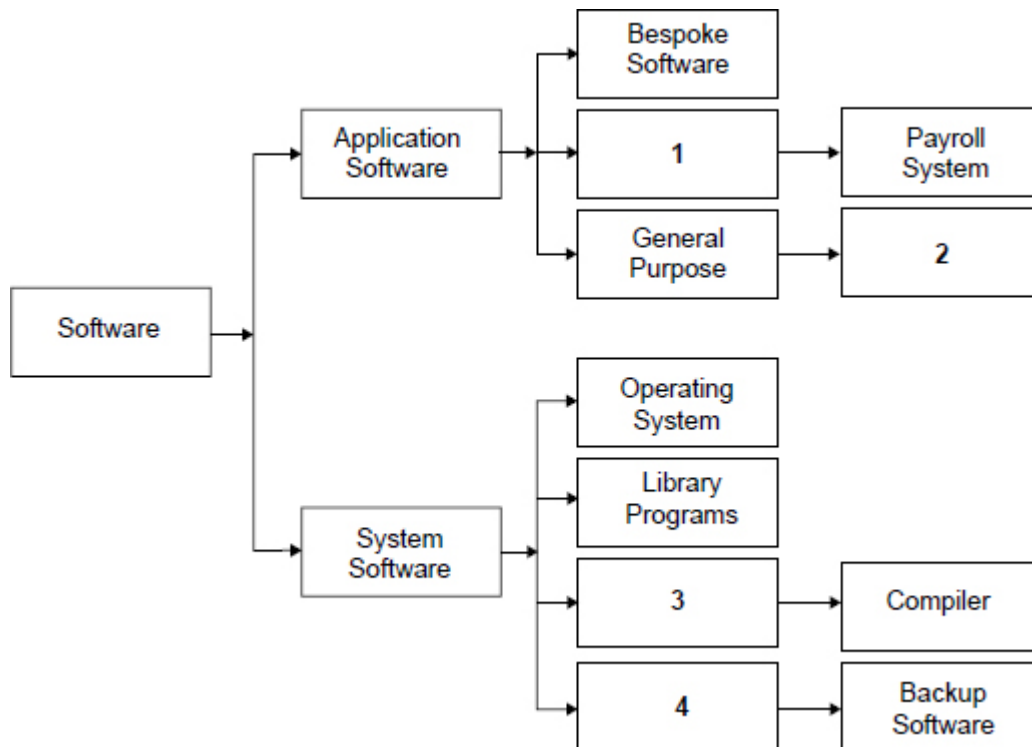 Bespoke
Software
Application
Software
1
Payroll
System
General
Purpose
2
Software
Operating
System
Library
Programs
System
Software
3
Compiler
4
Backup
Software